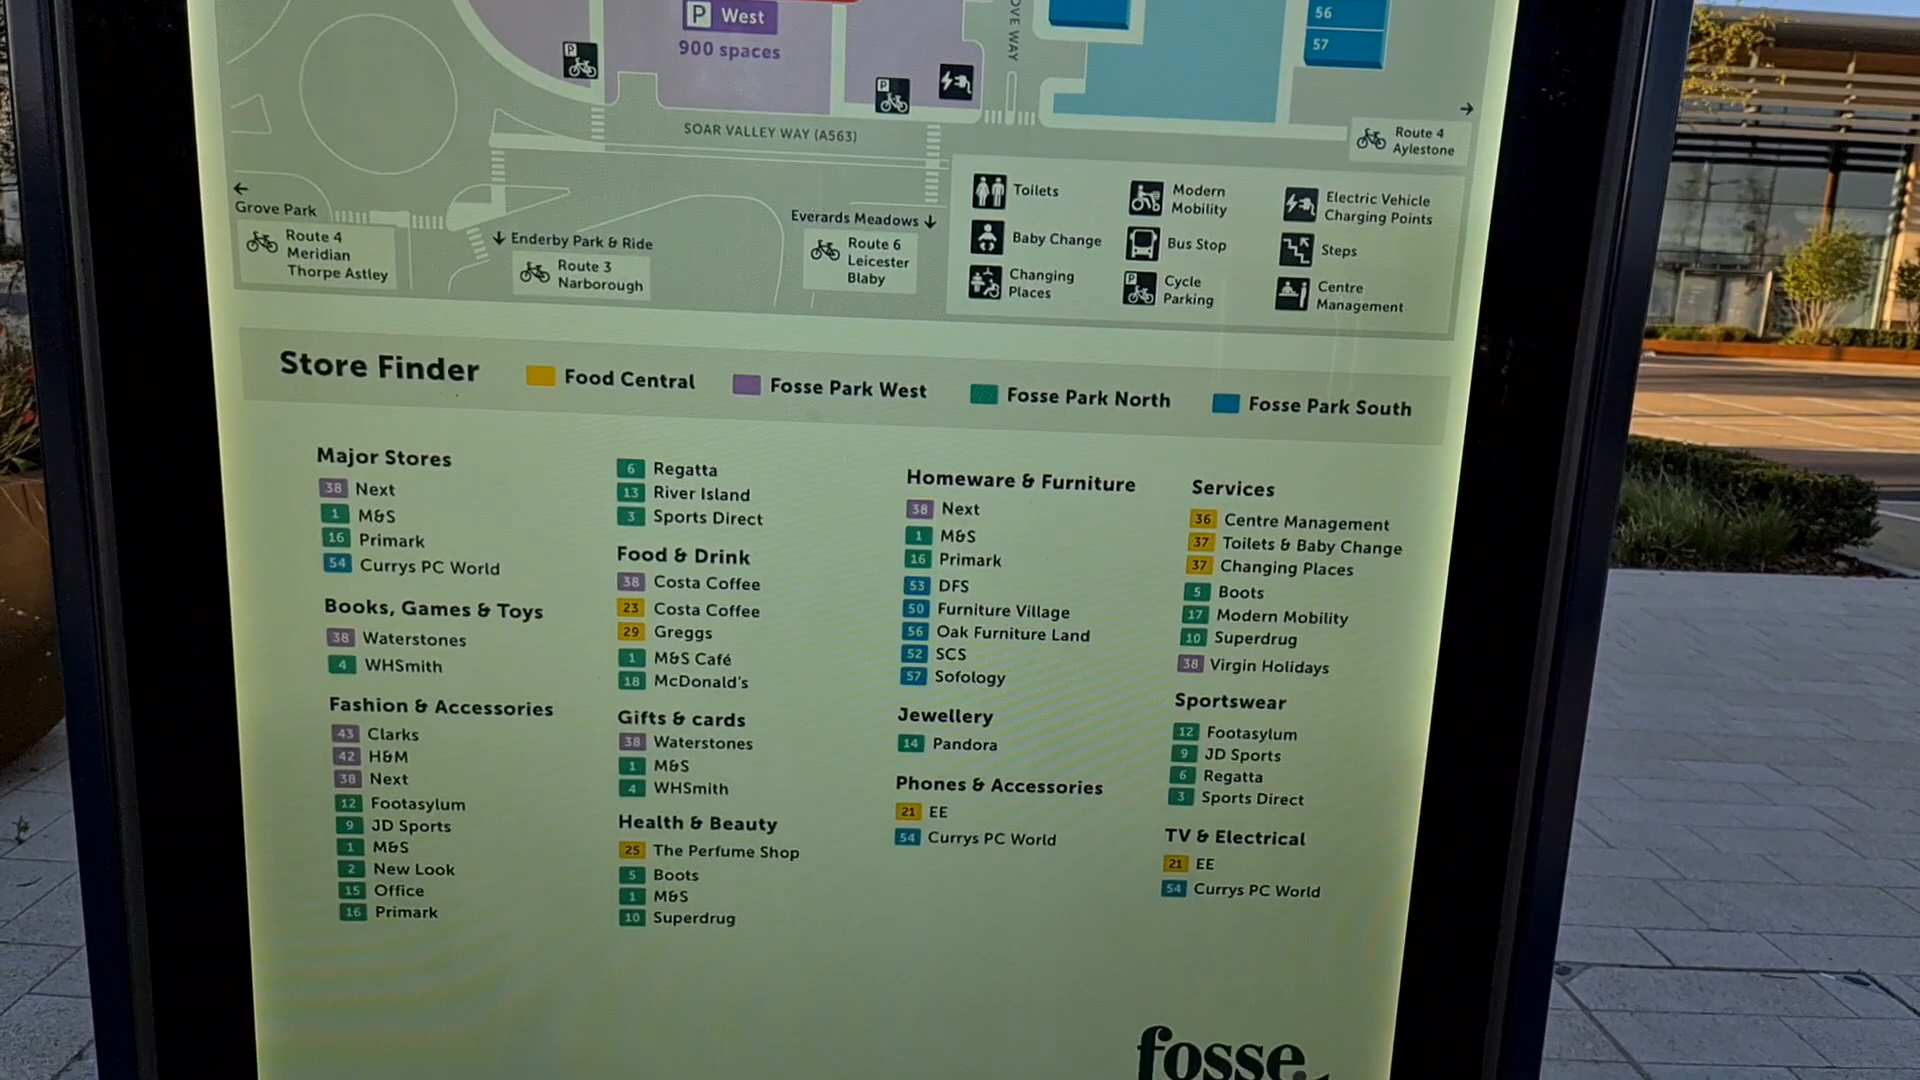 P West
900 spaces
OVE WAY
56
57
SOAR VALLEY WAY (A563)
Route 4
Aylestone
Grove Park
Route 4
Meridian
Thorpe Astley
Enderby Park & Ride
Route 3
Narborough
Everards Meadows
Route 6
Leicester
Blaby
Toilets
Baby Change
Changing
Places
Modern
Mobility
Bus Stop
Cycle
Parking
Electric Vehicle
Charging Points
Steps
Centre
Management
Store Finder
Food Central
Fosse Park West
Fosse Park North
Fosse Park South
Major Stores
38 Next
1 M&S
16 Primark
54 Currys PC World
Books, Games & Toys
38 Waterstones
4 WHSmith
Fashion & Accessories
43 Clarks
42 H&M
38 Next
12 Footasylum
9 JD Sports
1 M&S
2 New Look
15 Office
16 Primark
6 Regatta
13 River Island
3 Sports Direct
Food & Drink
38 Costa Coffee
23 Costa Coffee
29 Greggs
1 M&S Café
18 McDonald's
Gifts & cards
38 Waterstones
1 M&S
4 WHSmith
Health & Beauty
25 The Perfume Shop
5 Boots
1 M&S
10 Superdrug
Homeware & Furniture
38 Next
1 M&S
16 Primark
53 DFS
50 Furniture Village
56 Oak Furniture Land
52 SCS
57 Sofology
Jewellery
14 Pandora
Phones & Accessories
21 EE
54 Currys PC World
Services
36 Centre Management
37 Toilets & Baby Change
37 Changing Places
5 Boots
17 Modern Mobility
10 Superdrug
38 Virgin Holidays
Sportswear
12 Footasylum
9 JD Sports
6 Regatta
3 Sports Direct
TV & Electrical
21 EE
54 Currys PC World
fosse